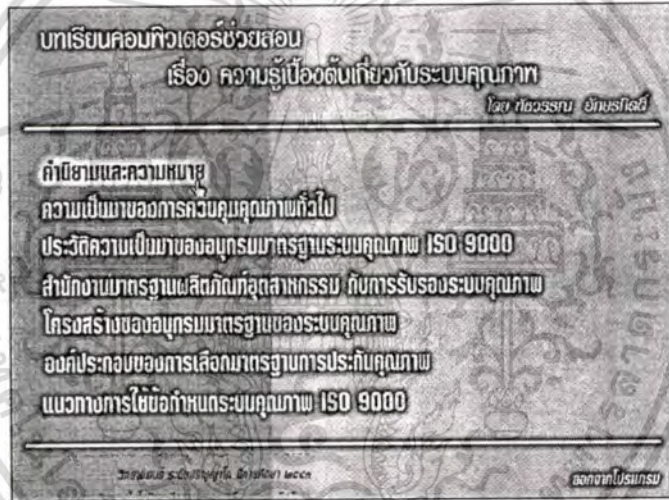 บทเรียนคอมพิวเตอร์ช่วยสอน
เรื่อง ความรู้เบื้องต้นเกี่ยวกับระบบคุณภาพ
โดย
คำนิยามและความหมาย
ความเป็นมาของการควบคุมคุณภาพทั่วไป
ประวัติความเป็นมาของอนุกรมมาตรฐานระบบคุณภาพ ISO 9000
สำนักงานมาตรฐานผลิตภัณฑ์อุตสาหกรรม กับการรับรองระบบคุณภาพ
โครงสร้างของอนุกรมมาตรฐานของระบบคุณภาพ
องค์ประกอบของการเลือกมาตรฐานการประกันคุณภาพ
แนวทางการใช้ข้อกำหนดระบบคุณภาพ ISO 9000
วิทยานิพนธ์
ออกจากโปรแกรม